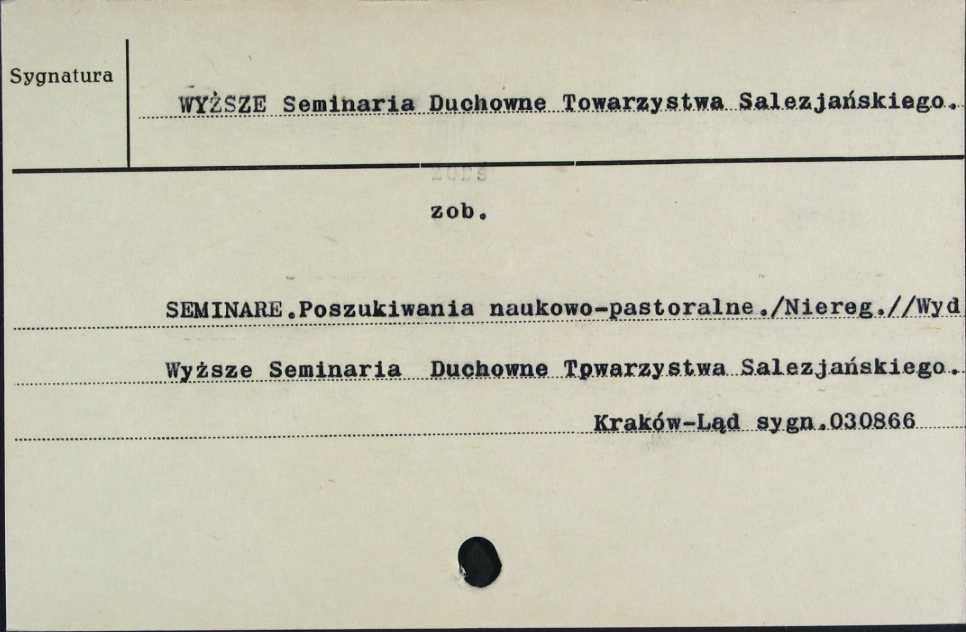 Sygnatura
WYŻSZE Seminaria Duchowne Towarzystwa Salezjańskiego.
zob.
SEMINARE.Poszukiwania naukowo-pastoralne./Niereg.//Wyd
Wyższe Seminaria Duchowne Towarzystwa Salezjańskiego.
Kraków-Ląd sygn.030866